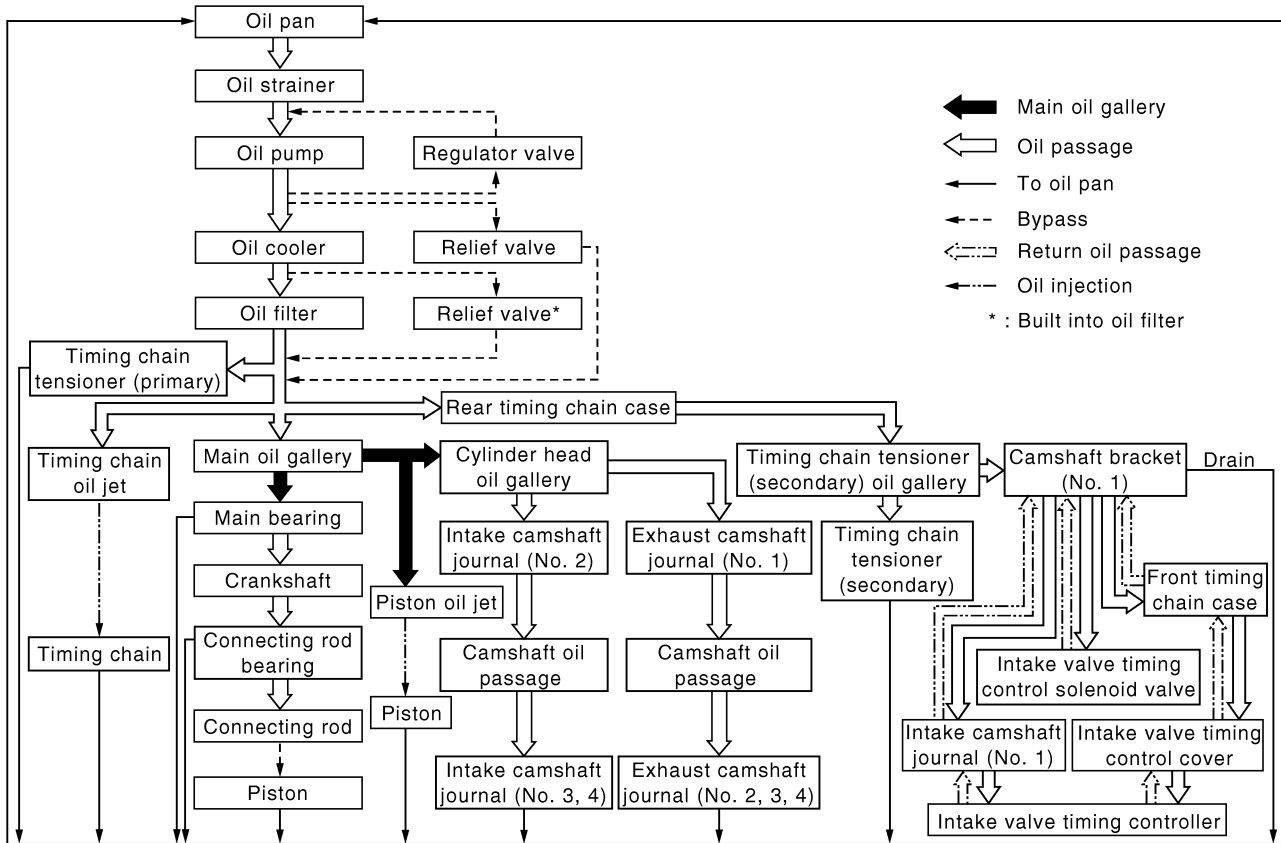 Oil pan
Oil strainer
Oil pump
Regulator valve
Oil cooler
Relief valve
Oil filter
Relief valve*
Main oil gallery
Oil passage
To oil pan
Bypass
Return oil passage
Oil injection
* : Built into oil filter
Timing chain
tensioner (primary)
Rear timing chain case
Timing chain
oil jet
Main oil gallery
Cylinder head
oil gallery
Timing chain tensioner
(secondary) oil gallery
Camshaft bracket
(No. 1)
Drain
Main bearing
Intake camshaft
journal (No. 2)
Exhaust camshaft
journal (No. 1)
Timing chain
tensioner
(secondary)
Crankshaft
Piston oil jet
Front timing
chain case
Timing chain
Connecting rod
bearing
Camshaft oil
passage
Camshaft oil
passage
Intake valve timing
control solenoid valve
Connecting rod
Piston
Intake camshaft
journal (No. 1)
Intake valve timing
control cover
Piston
Intake camshaft
journal (No. 3, 4)
Exhaust camshaft
journal (No. 2, 3, 4)
Intake valve timing controller